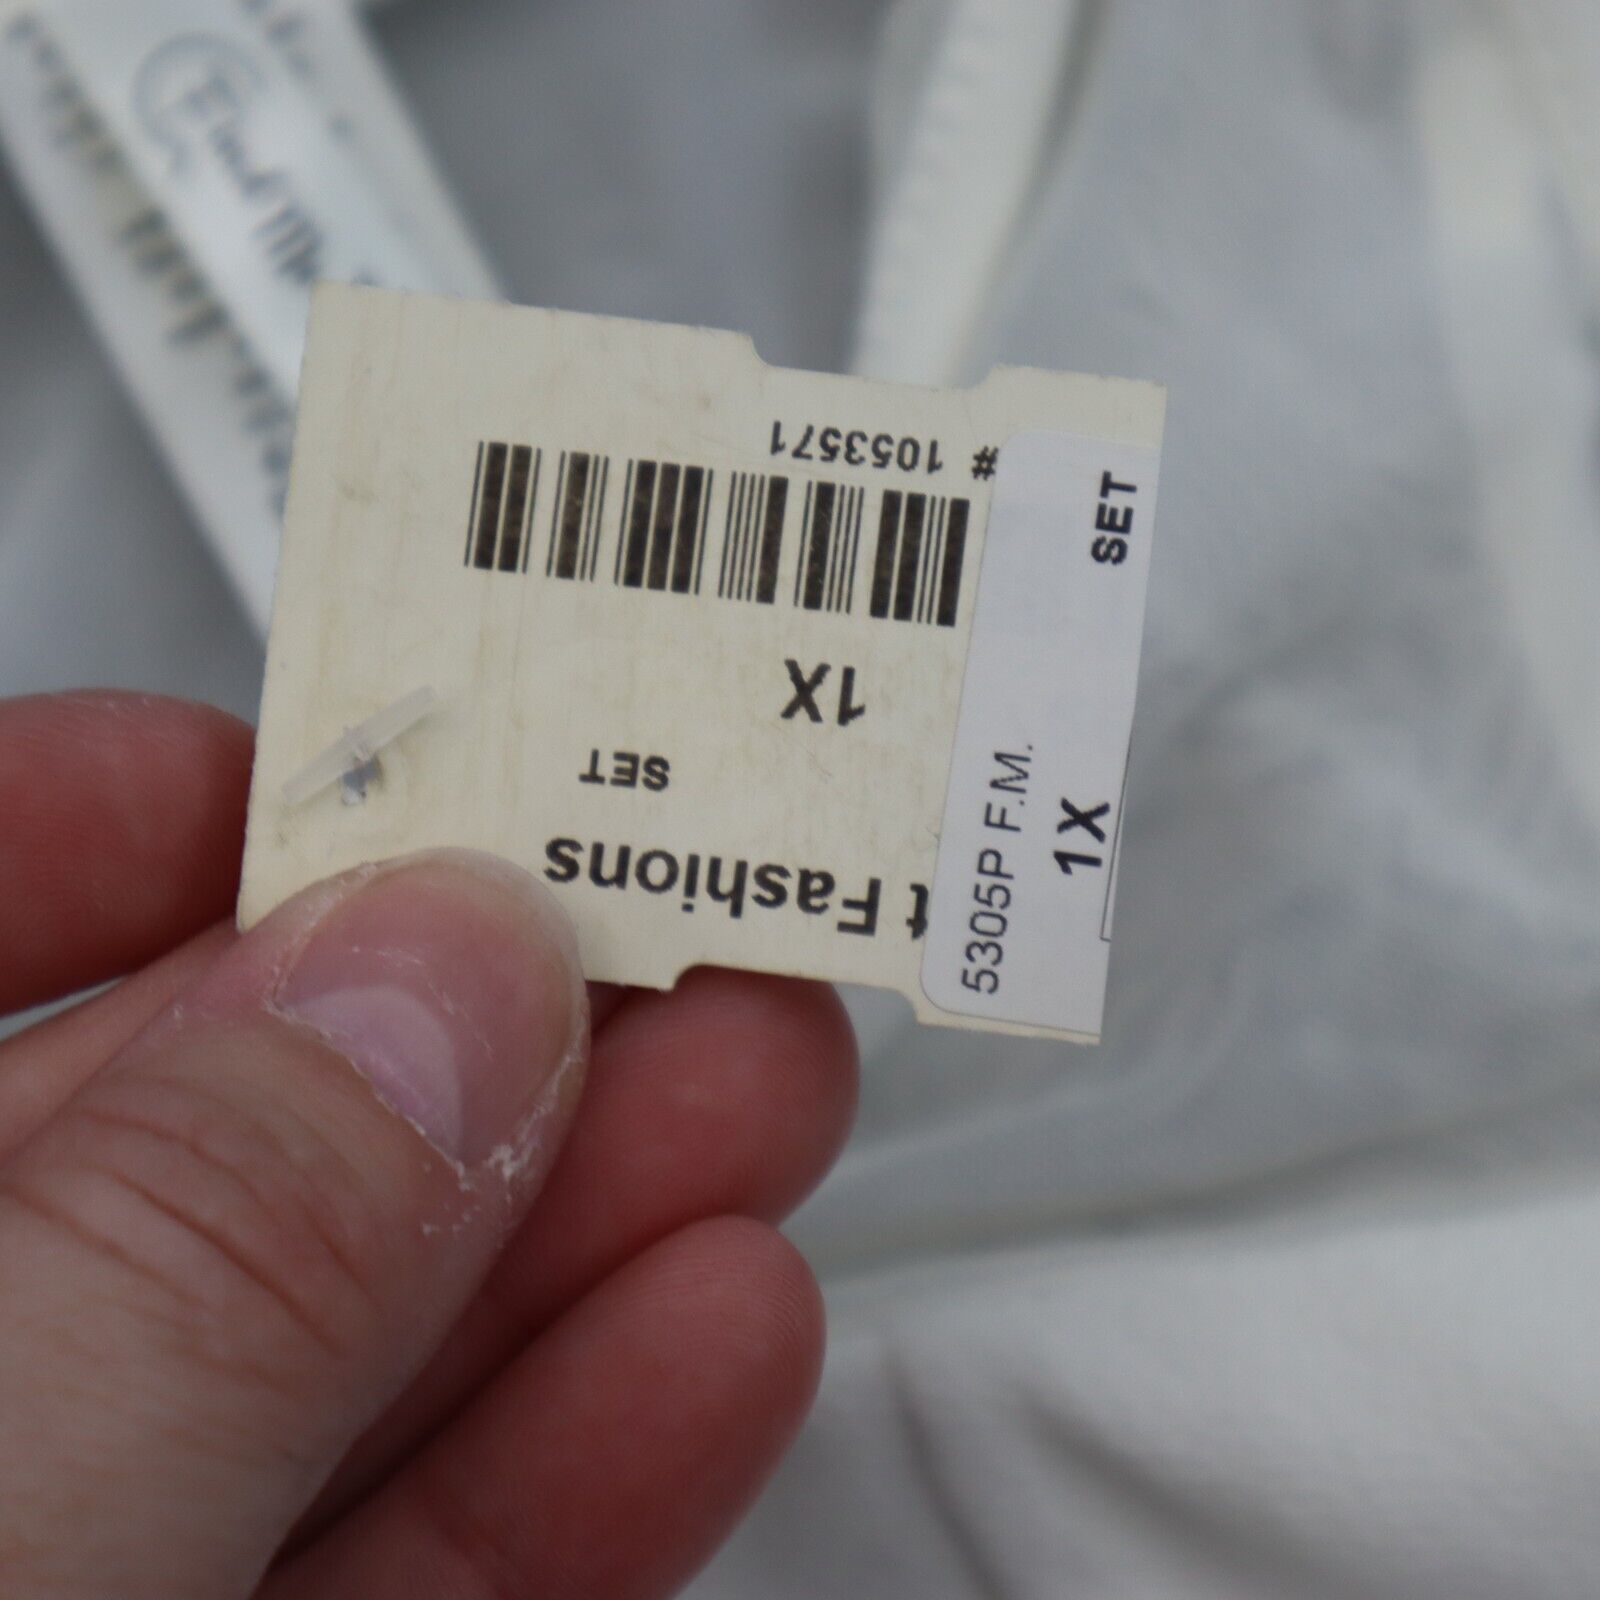 t Fashions
SET
1X
# 1053571
5305P F.M.
1X
SET